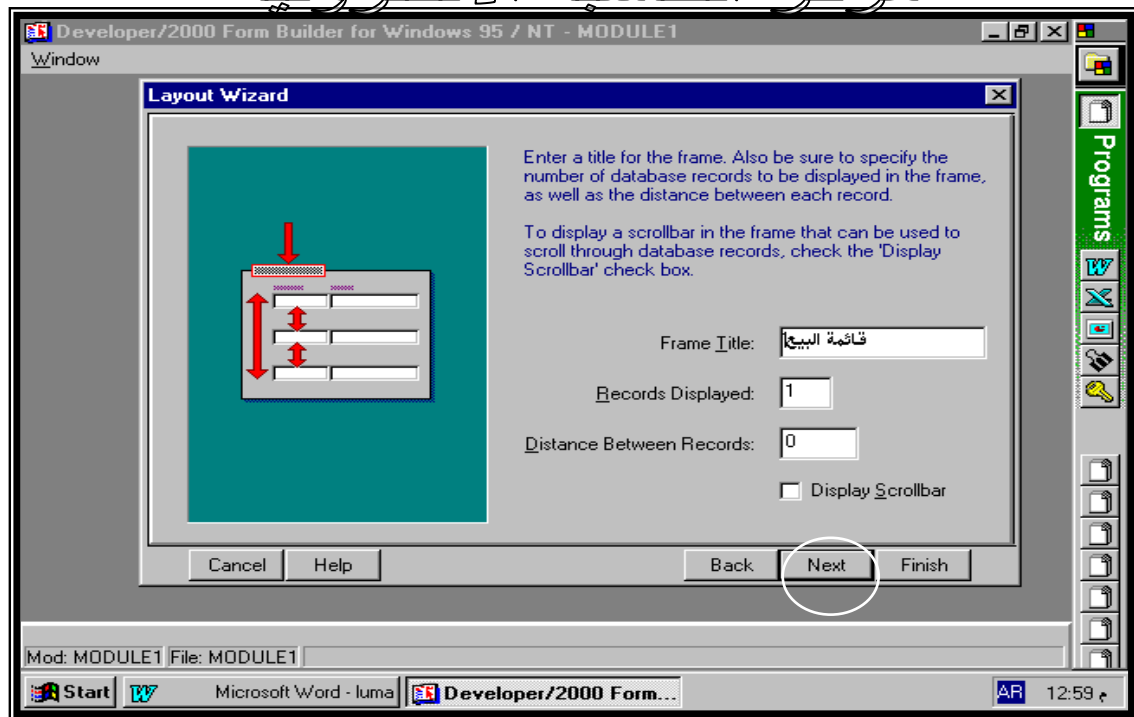 Developer/2000 Form Builder for Windows 95 / NT - MODULE1
Window
Layout Wizard
Enter a title for the frame. Also be sure to specify the
number of database records to be displayed in the frame,
as well as the distance between each record.
To display a scrollbar in the frame that can be used to
scroll through database records, check the 'Display
Scrollbar' check box.
Frame Title: قائمة البيع
Records Displayed: 1
Distance Between Records: 0
Display Scrollbar
Cancel Help Back Next Finish
Programs
Mod: MODULE1 File: MODULE1
Start Microsoft Word - luma Developer/2000 Form... AR 12:59 م